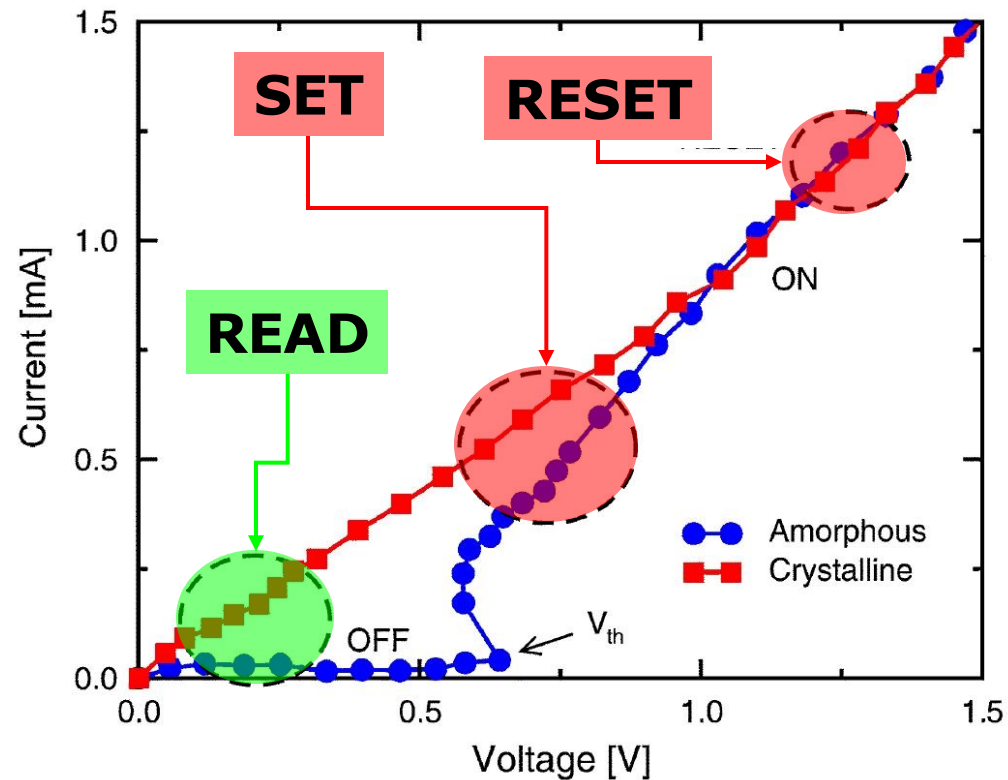 1.5
SET
RESET
1.0
ON
READ
Current [mA]
0.5
Amorphous
Crystalline
OFF
Vth
0.0
0.0
0.5
1.0
1.5
Voltage [V]